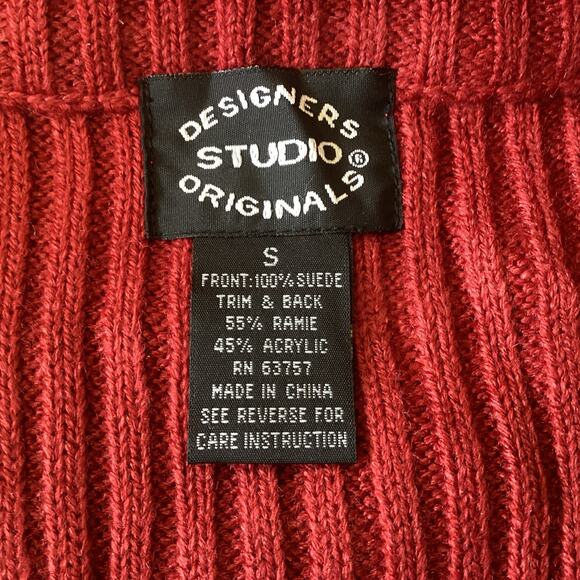 DESIGNERS
STUDIO®
ORIGINALS
S
FRONT:100% SUEDE
TRIM & BACK
55% RAMIE
45% ACRYLIC
RN 63757
MADE IN CHINA
SEE REVERSE FOR
CARE INSTRUCTION